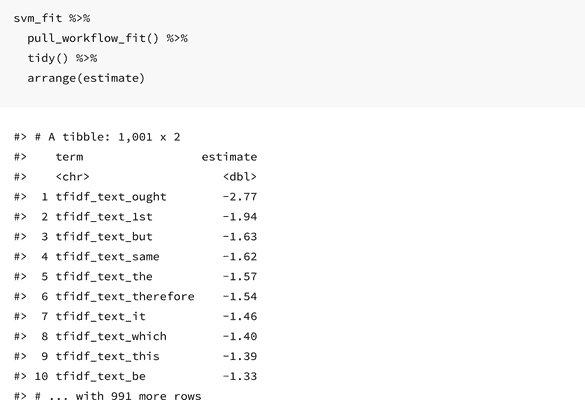 svm_fit %>%
  pull_workflow_fit() %>%
  tidy() %>%
  arrange(estimate)
#> # A tibble: 1,001 x 2
#>    term                 estimate
#>    <chr>                   <dbl>
#>  1 tfidf_text_ought        -2.77
#>  2 tfidf_text_1st          -1.94
#>  3 tfidf_text_but          -1.63
#>  4 tfidf_text_same         -1.62
#>  5 tfidf_text_the          -1.57
#>  6 tfidf_text_therefore    -1.54
#>  7 tfidf_text_it           -1.46
#>  8 tfidf_text_which        -1.40
#>  9 tfidf_text_this         -1.39
#> 10 tfidf_text_be           -1.33
#> # ... with 991 more rows